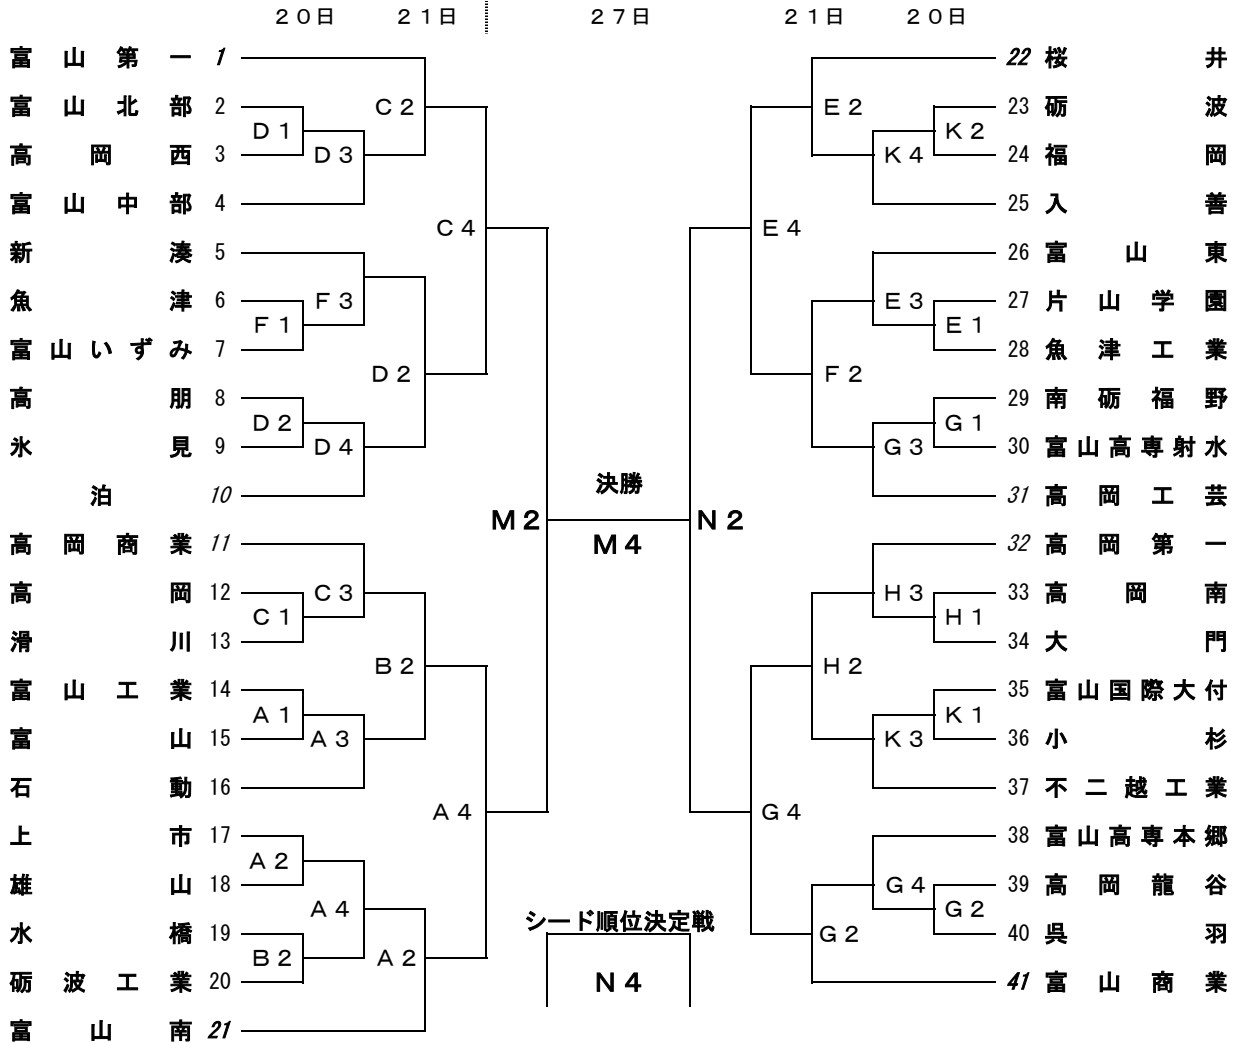 20日 21日 27日 21日 20日
富山第一 1 22 桜井
富山北部 2 C2 E2 23 砺波
D1 K2
高岡西 3 D3 K4 24 福岡
富山中部 4 25 入善
C4 E4
新湊 5 26 富山東
魚津 6 F3 E3 27 片山学園
F1 E1
富山いずみ 7 28 魚津工業
D2 F2
高朋 8 29 南砺福野
D2 G1
氷見 9 D4 G3 30 富山高専射水
決勝
泊 10 31 高岡工芸
M2 N2
高岡商業 11 M4 32 高岡第一
高岡 12 C3 H3 33 高岡南
C1 H1
滑川 13 34 大門
B2 H2
富山工業 14 35 富山国際大付
A1 K1
富山 15 A3 K3 36 小杉
石動 16 37 不二越工業
A4 G4
上市 17 38 富山高専本郷
A2
雄山 18 G4 39 高岡龍谷
A4 G2
シード順位決定戦
水橋 19 G2 40 呉羽
B2 A2
砺波工業 20 N4 41 富山商業
富山南 21